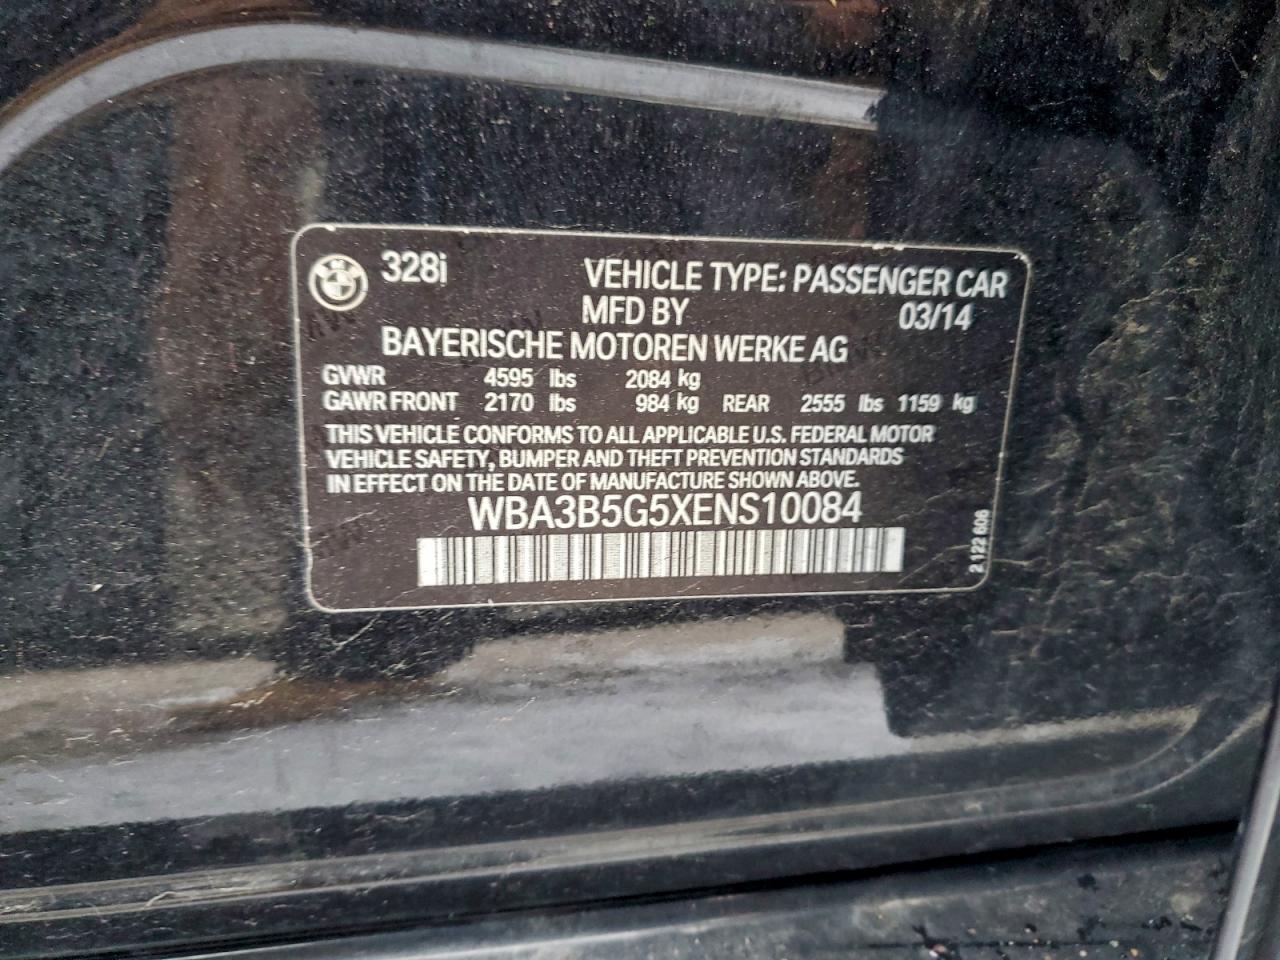 328i VEHICLE TYPE: PASSENGER CAR
MFD BY 03/14
BAYERISCHE MOTOREN WERKE AG
GVWR 4595 lbs 2084 kg
GAWR FRONT 2170 lbs 984 kg REAR 2555 lbs 1159 kg
THIS VEHICLE CONFORMS TO ALL APPLICABLE U.S. FEDERAL MOTOR
VEHICLE SAFETY, BUMPER AND THEFT PREVENTION STANDARDS
IN EFFECT ON THE DATE OF MANUFACTURE SHOWN ABOVE.
WBA3B5G5XENS10084
2 122 606